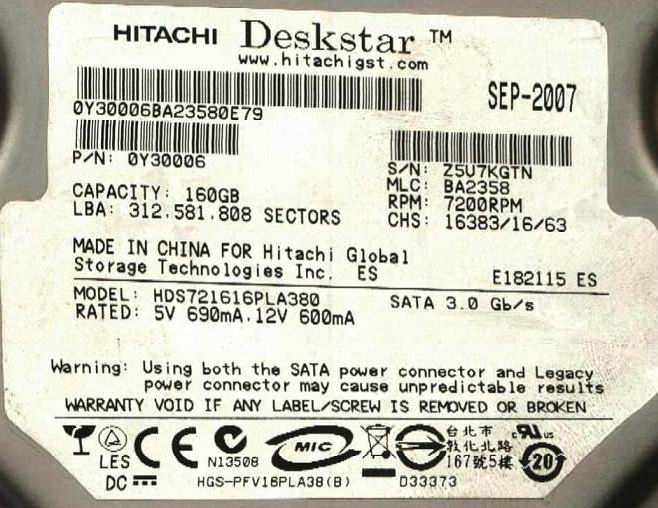 HITACHI Deskstar ™
www.hitachigst.com
SEP-2007
0Y30006BA23580E79
P/N: 0Y30006
S/N: Z5U7KGTN
MLC: BA2358
CAPACITY: 160GB
RPM: 7200RPM
LBA: 312.581.808 SECTORS
CHS: 16383/16/63
MADE IN CHINA FOR Hitachi Global
Storage Technologies Inc. ES
E182115 ES
MODEL: HDS721616PLA380
SATA 3.0 Gb/s
RATED: 5V 690mA.12V 600mA
Warning: Using both the SATA power connector and Legacy
power connector may cause unpredictable results
WARRANTY VOID IF ANY LABEL/SCREW IS REMOVED OR BROKEN
LES
CE
N13508
MIC
台北市
敦化北路
167號5樓
c RU us
20
DC
HGS-PFV16PLA38(B)
D33373